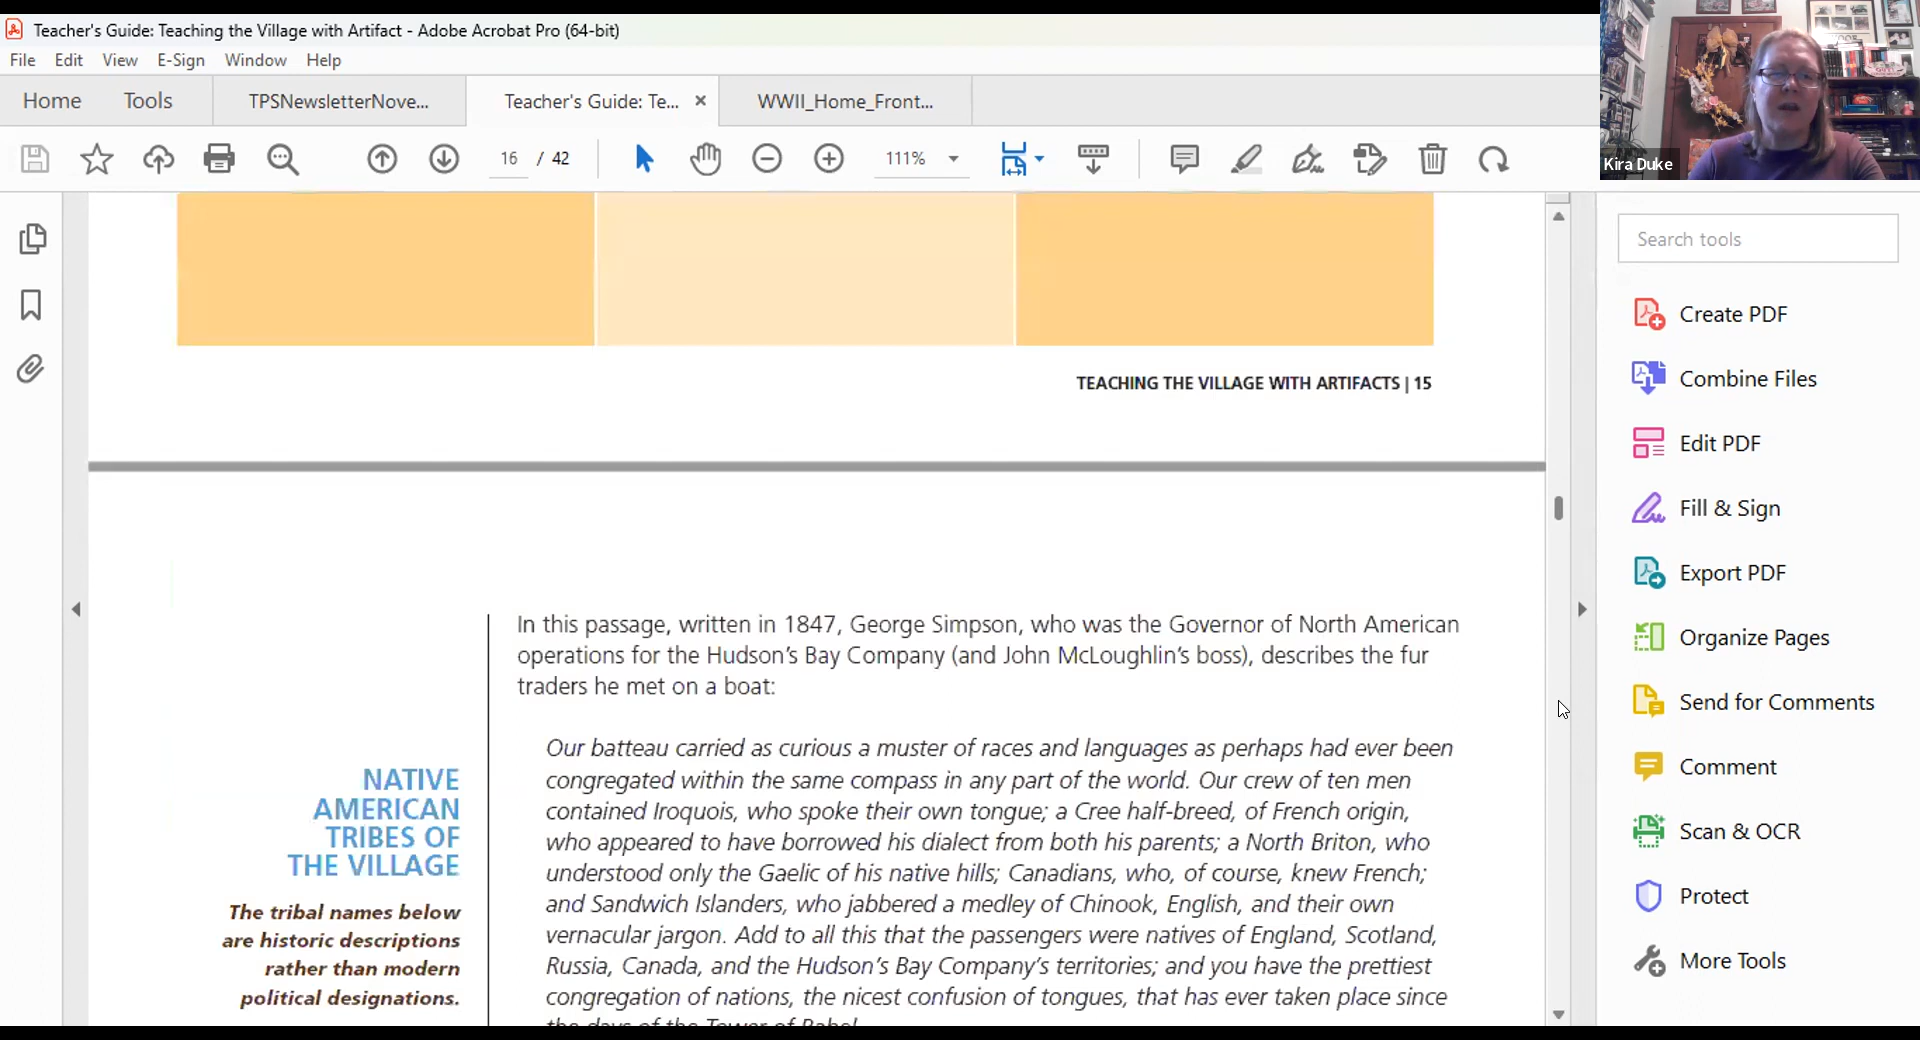 Teacher's Guide: Teaching the Village with Artifact - Adobe Acrobat Pro (64-bit)
File Edit View E-Sign Window Help
Home Tools TPSNewsletterNove... Teacher's Guide: Te... × WWII_Home_Front...
16 / 42 111%
Kira Duke
TEACHING THE VILLAGE WITH ARTIFACTS | 15
In this passage, written in 1847, George Simpson, who was the Governor of North American
operations for the Hudson's Bay Company (and John McLoughlin's boss), describes the fur
traders he met on a boat:
Our batteau carried as curious a muster of races and languages as perhaps had ever been
congregated within the same compass in any part of the world. Our crew of ten men
contained Iroquois, who spoke their own tongue; a Cree half-breed, of French origin,
who appeared to have borrowed his dialect from both his parents; a North Briton, who
understood only the Gaelic of his native hills; Canadians, who, of course, knew French;
and Sandwich Islanders, who jabbered a medley of Chinook, English, and their own
vernacular jargon. Add to all this that the passengers were natives of England, Scotland,
Russia, Canada, and the Hudson's Bay Company's territories; and you have the prettiest
congregation of nations, the nicest confusion of tongues, that has ever taken place since
the days of the Tower of Babel
NATIVE
AMERICAN
TRIBES OF
THE VILLAGE
The tribal names below
are historic descriptions
rather than modern
political designations.
Search tools
Create PDF
Combine Files
Edit PDF
Fill & Sign
Export PDF
Organize Pages
Send for Comments
Comment
Scan & OCR
Protect
More Tools